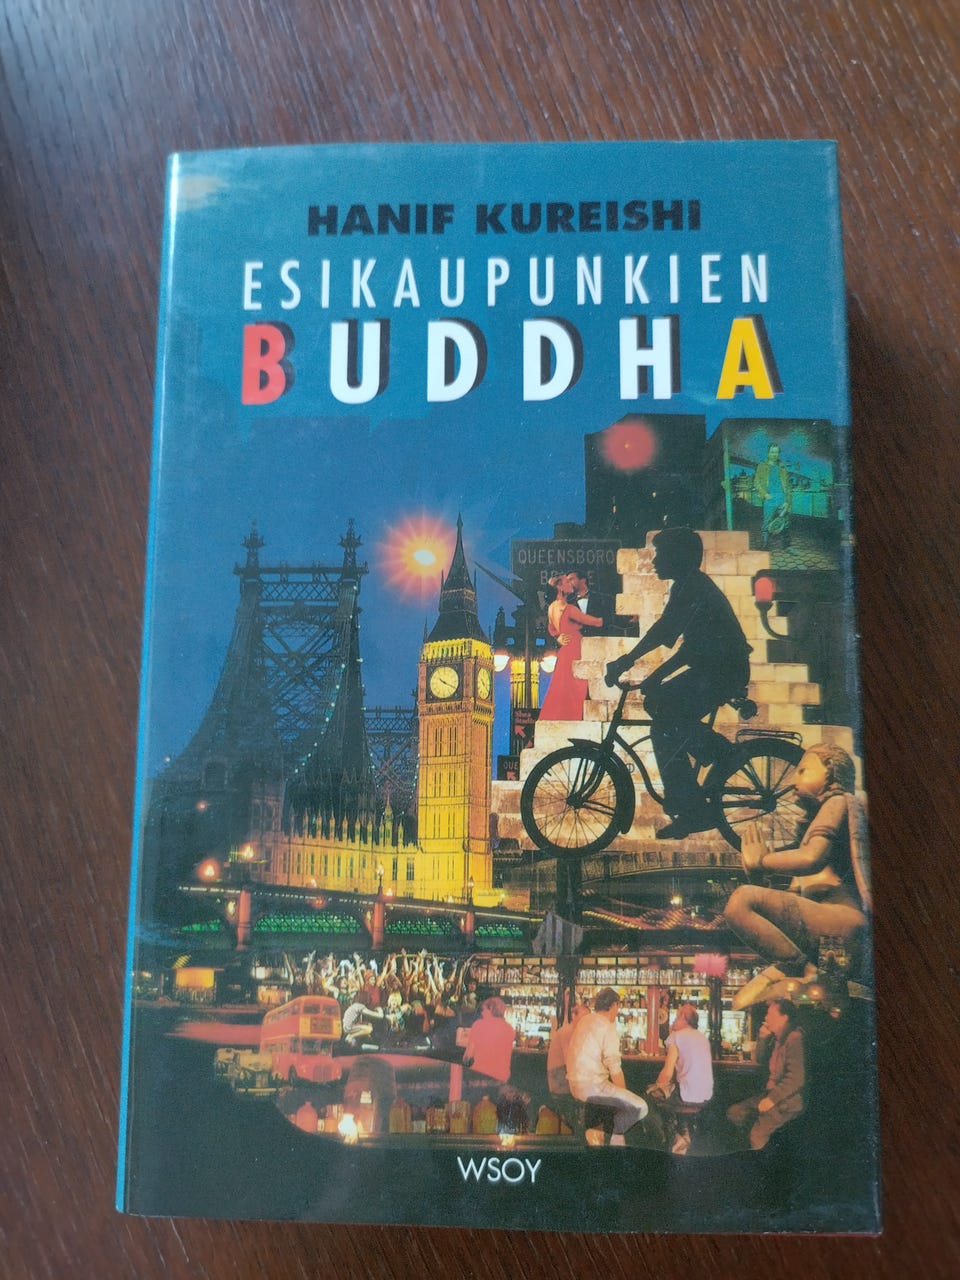 HANIF KUREISHI
ESIKAUPUNKIEN
BUDDHA
QUEENSBORO
WSOY